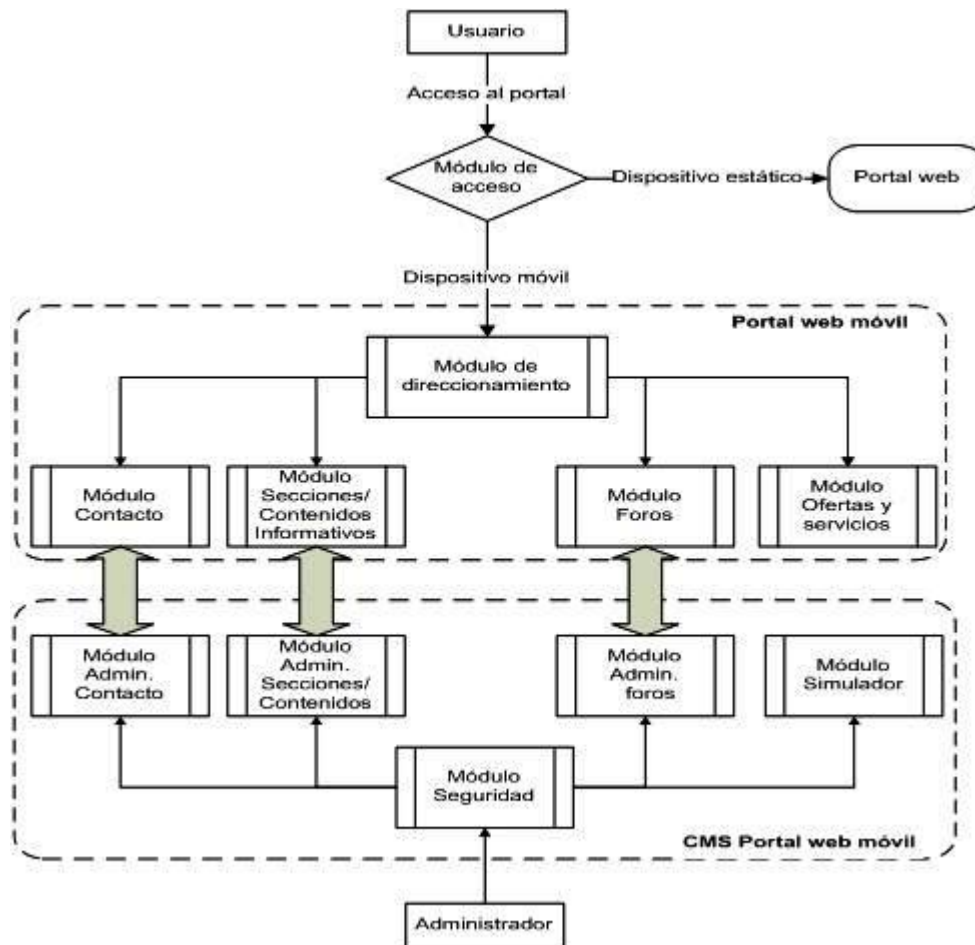 Usuario
Acceso al portal
Módulo de
acceso
Dispositivo estático
Portal web
Dispositivo móvil
Portal web móvil
Módulo de
direccionamiento
Módulo
Contacto
Módulo
Secciones/
Contenidos
Informativos
Módulo
Foros
Módulo
Ofertas y
servicios
Módulo
Admin.
Contacto
Módulo
Admin.
Secciones/
Contenidos
Módulo
Admin.
foros
Módulo
Simulador
Módulo
Seguridad
CMS Portal web móvil
Administrador